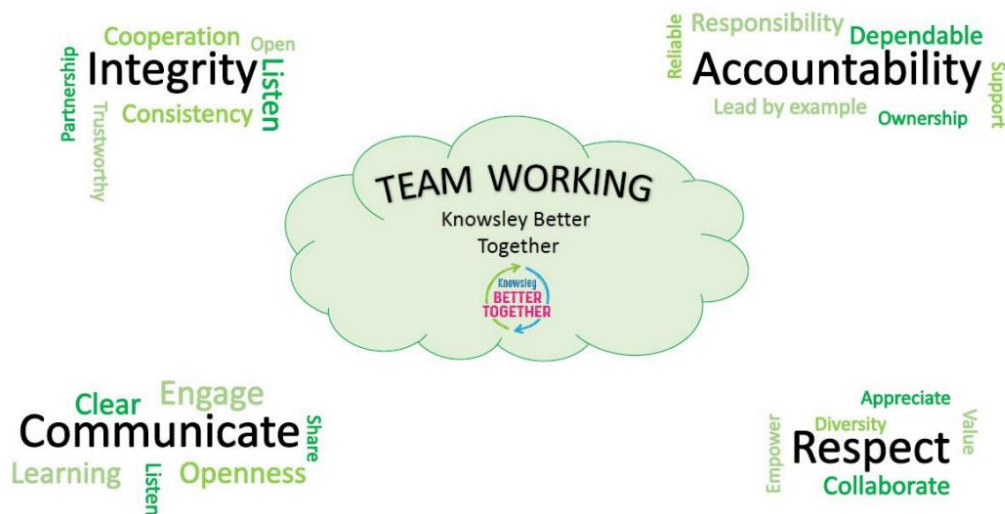 Cooperation
Open
Integrity
Listen
Partnership
Trustworthy
Consistency
Responsibility
Dependable
Reliable
Accountability
Support
Lead by example
Ownership
TEAM WORKING
Knowsley Better
Together
Knowsley
BETTER
TOGETHER
Engage
Clear
Communicate
Share
Learning
Listen
Openness
Appreciate
Diversity
Value
Empower
Respect
Collaborate